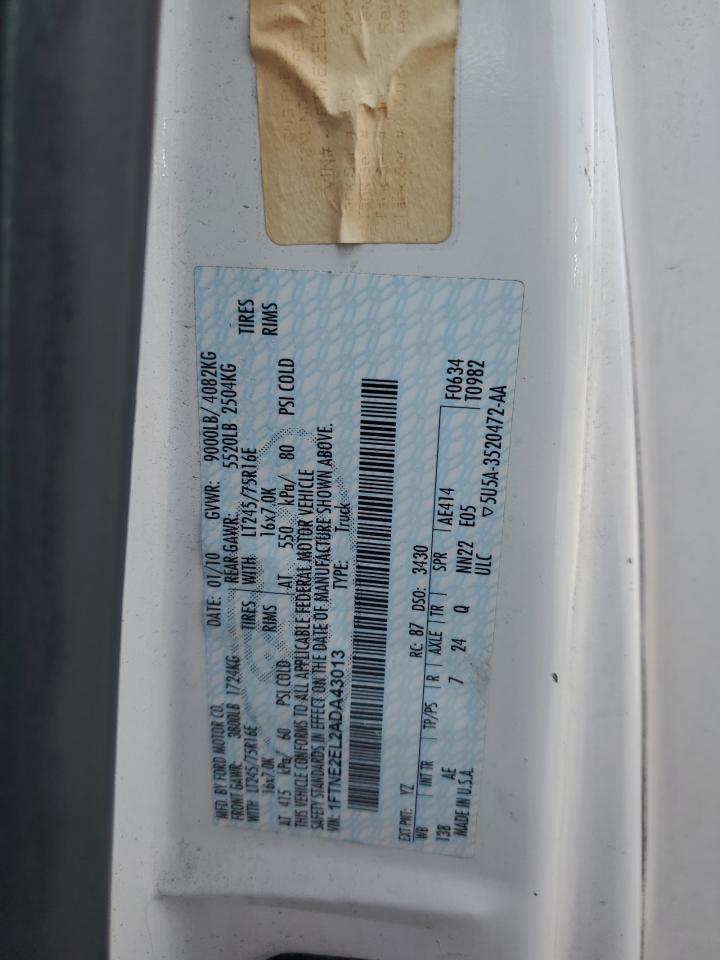 VIN#
MFD. BY FORD MOTOR CO. DATE: 01/10 GVWR: 9000LB/ 4082KG
FRONT GAWR: 3800LB 1724KG REAR GAWR: 5520LB 2504KG
WITH LT245/75R16E TIRES WITH LT245/75R16E TIRES
16x7.0K RIMS 16x7.0K RIMS
AT 415 kPa/ 60 PSI COLD AT 550 kPa/ 80 PSI COLD
THIS VEHICLE CONFORMS TO ALL APPLICABLE FEDERAL MOTOR VEHICLE
SAFETY STANDARDS IN EFFECT ON THE DATE OF MANUFACTURE SHOWN ABOVE.
VIN: 1FTNE2EL2ADA43013 TYPE: Truck
EXT PNT: YZ RC: 87 DSO: 3430 F0634
WB INT TR TP/PS R AXLE TR SPR AE414 T0982
138 AE 7 24 Q NN22 E05
MADE IN U.S.A. ULC ▽5U5A-3520472-AA